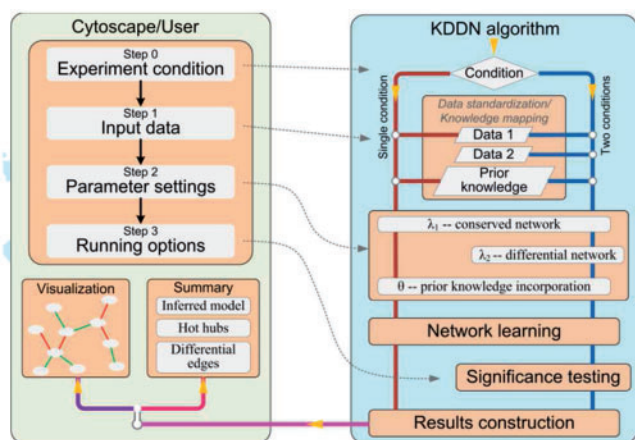 Cytoscape/User
Step 0
Experiment condition
Step 1
Input data
Step 2
Parameter settings
Step 3
Running options
Visualization
Summary
Inferred model
Hot hubs
Differential
edges
KDDN algorithm
Condition
Single condition
Two conditions
Data standardization/
Knowledge mapping
Data 1
Data 2
Prior
knowledge
λ1 -- conserved network
λ2 -- differential network
θ -- prior knowledge incorporation
Network learning
Significance testing
Results construction